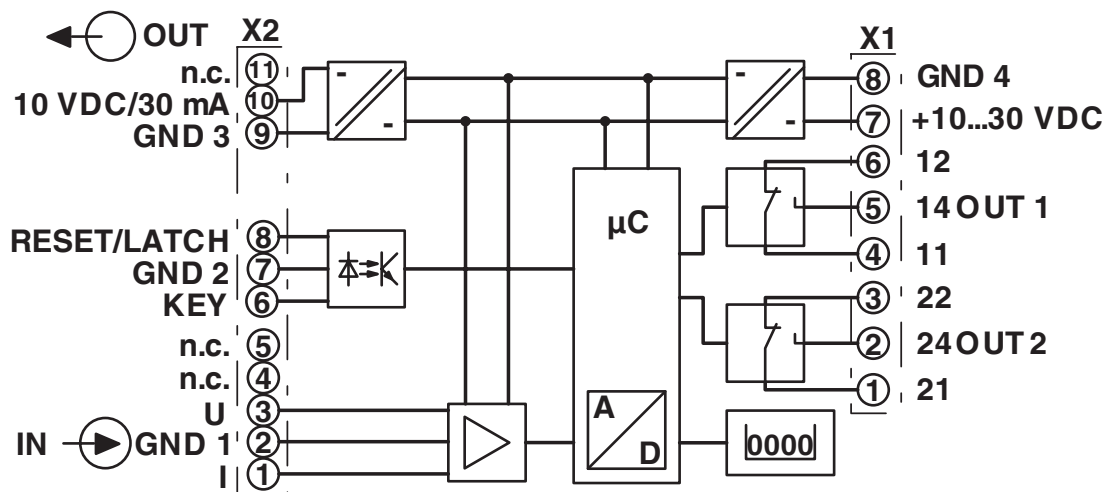 OUT X2
n.c. 11
10 VDC/30 mA 10
GND 3 9
RESET/LATCH 8
GND 2 7
KEY 6
n.c. 5
n.c. 4
U 3
IN GND 1 2
I 1
- -
- -
µC
A
D
0000
X1
8 GND 4
7 +10...30 VDC
6 12
5 14 OUT 1
4 11
3 22
2 24 OUT 2
1 21